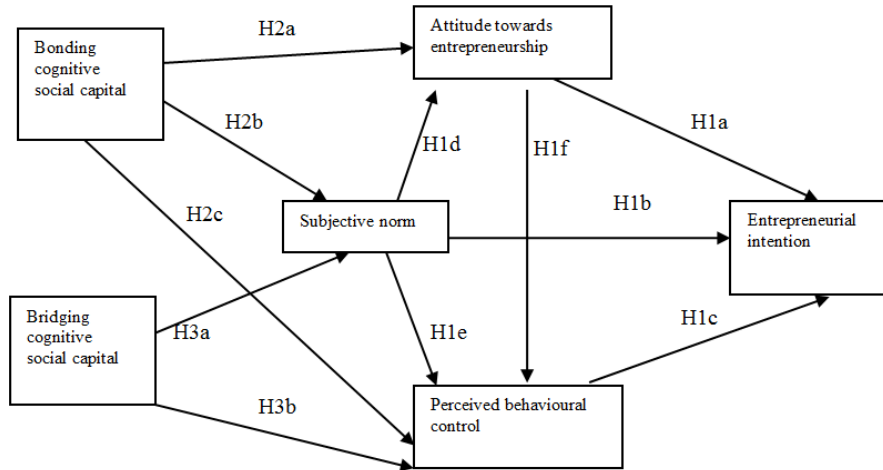 Attitude towards
entrepreneurship
H2a
Bonding
cognitive
social capital
H2b
H1d
H1f
H1a
H2c
Subjective norm
H1b
Entrepreneurial
intention
Bridging
cognitive
social capital
H3a
H1e
H1c
H3b
Perceived behavioural
control